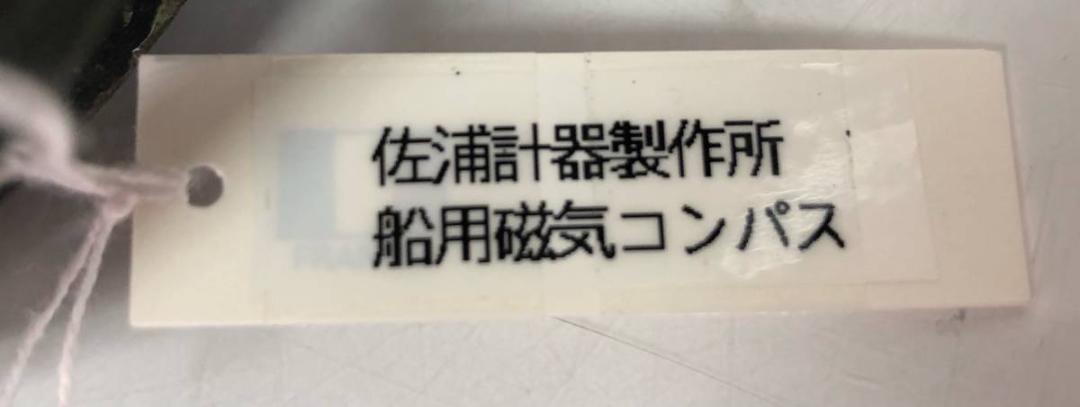 佐浦計器製作所
船用磁気コンパス